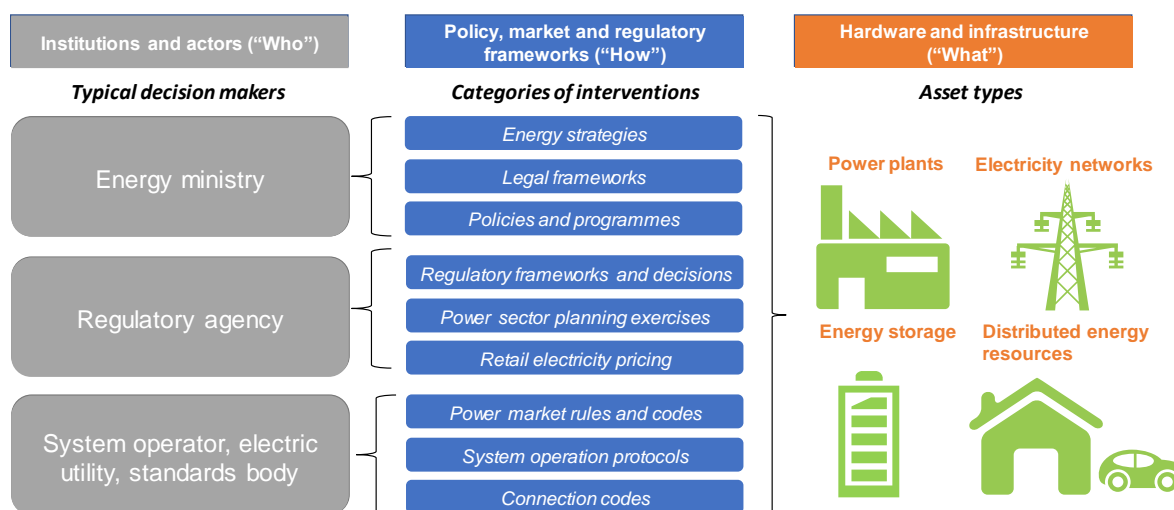 Institutions and actors (“Who”)
Policy, market and regulatory
frameworks (“How”)
Hardware and infrastructure
(“What”)
Typical decision makers
Categories of interventions
Asset types
Energy ministry
Energy strategies
Legal frameworks
Policies and programmes
Regulatory agency
Regulatory frameworks and decisions
Power sector planning exercises
Retail electricity pricing
System operator, electric
utility, standards body
Power market rules and codes
System operation protocols
Connection codes
Power plants
Electricity networks
Energy storage
Distributed energy
resources